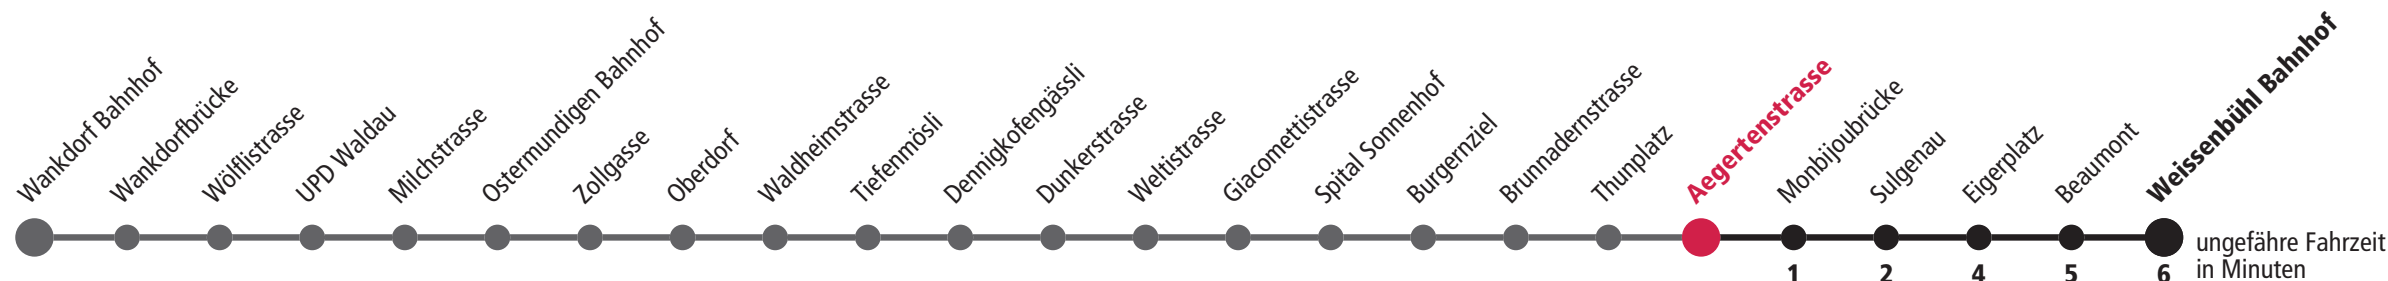 Wankdorf Bahnhof
Wankdorfbrücke
Wölflistrasse
UPD Waldau
Milchstrasse
Ostermundigen Bahnhof
Zollgasse
Oberdorf
Waldheimstrasse
Tiefenmösli
Dennigkofengässli
Dunkerstrasse
Weltistrasse
Giacomettistrasse
Spital Sonnenhof
Burgernziel
Brunnadernstrasse
Thunplatz
Aegertenstrasse
Monbijoubrücke
Sulgenau
Eigerplatz
Beaumont
Weissenbühl Bahnhof
1 2 4 5 6
ungefähre Fahrzeit
in Minuten